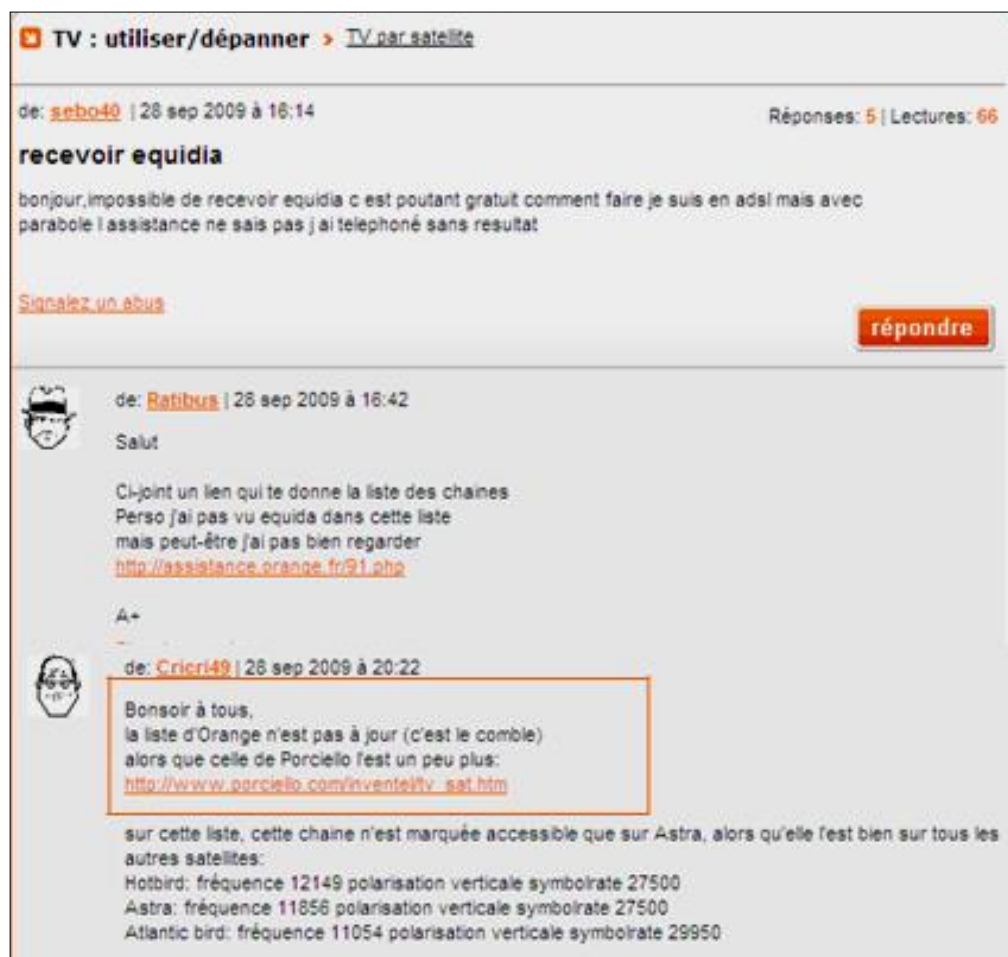 TV : utiliser/dépanner > TV par satellite
de: sebo40 | 28 sep 2009 à 16:14
Réponses: 5 | Lectures: 66
recevoir equidia
bonjour,impossible de recevoir equidia c est poutant gratuit comment faire je suis en adsl mais avec
parabole l assistance ne sais pas j ai telephoné sans resultat
Signalez un abus
répondre
de: Ratibus | 28 sep 2009 à 16:42
Salut
Ci-joint un lien qui te donne la liste des chaines
Perso j'ai pas vu equida dans cette liste
mais peut-être j'ai pas bien regarder
http://assistance.orange.fr/91.php
A+
de: Cricri49 | 28 sep 2009 à 20:22
Bonsoir à tous,
la liste d'Orange n'est pas à jour (c'est le comble)
alors que celle de Porciello l'est un peu plus:
http://www.porciello.com/inventel/tv_sat.htm
sur cette liste, cette chaine n'est marquée accessible que sur Astra, alors qu'elle l'est bien sur tous les
autres satellites:
Hotbird: fréquence 12149 polarisation verticale symbolrate 27500
Astra: fréquence 11856 polarisation verticale symbolrate 27500
Atlantic bird: fréquence 11054 polarisation verticale symbolrate 29950